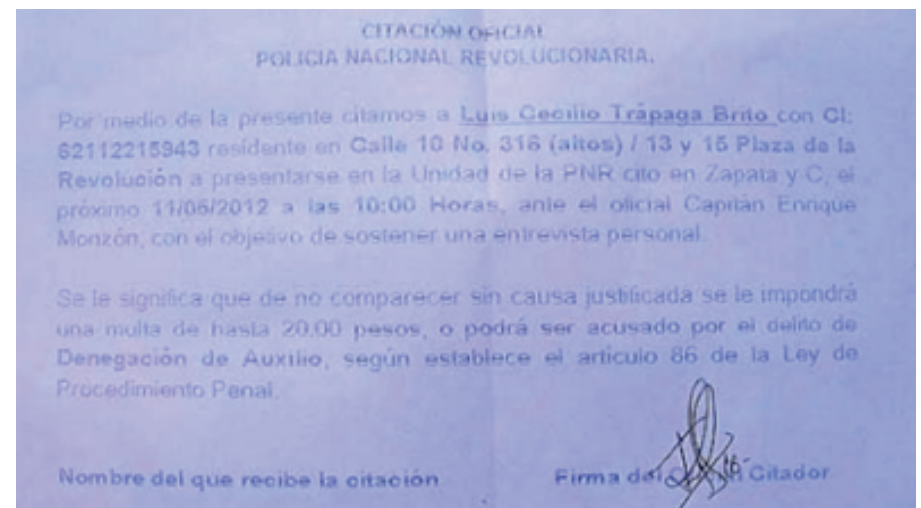 CITACIÓN OFICIAL
POLICIA NACIONAL REVOLUCIONARIA.
Por medio de la presente citamos a Luis Cecilio Trápaga Brito con CI:
62112215943 residente en Calle 10 No. 316 (altos) / 13 y 15 Plaza de la
Revolución a presentarse en la Unidad de la PNR cito en Zapata y C, el
próximo 11/05/2012 a las 10:00 Horas, ante el oficial Capitán Enrique
Monzón, con el objetivo de sostener una entrevista personal.
Se le significa que de no comparecer sin causa justificada se le impondrá
una multa de hasta 20.00 pesos, o podrá ser acusado por el delito de
Denegación de Auxilio, según establece el articulo 86 de la Ley de
Procedimiento Penal.
Nombre del que recibe la citación
Firma del Citador